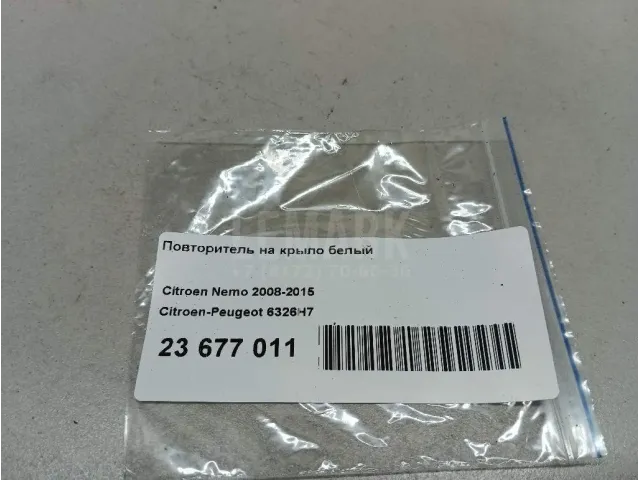 Повторитель на крыло белый
Citroen Nemo 2008-2015
Citroen-Peugeot 6326H7
23 677 011